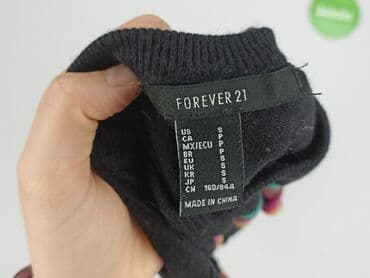 FOREVER 21
US S
CA P
MX/ECU P
BR P
EU S
UK S
KR S
JP S
CN 160/84A
MADE IN CHINA